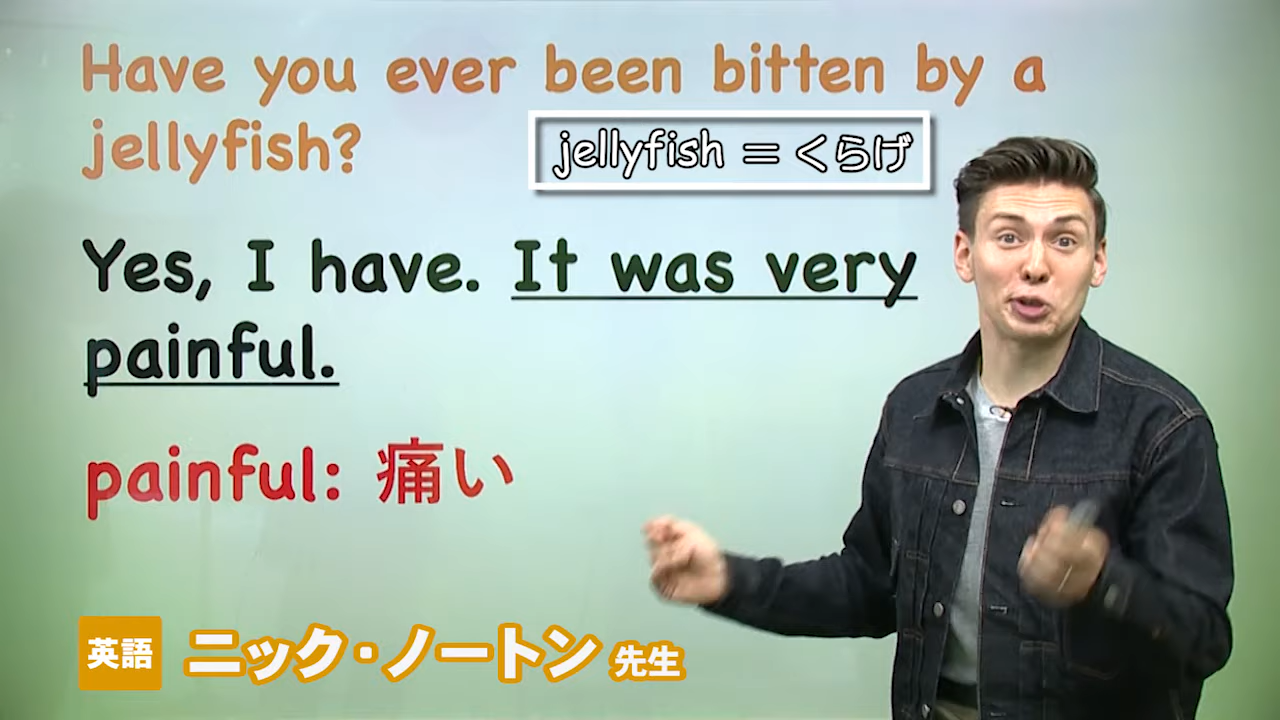 Have you ever been bitten by a
jellyfish?
jellyfish = くらげ
Yes, I have. It was very
painful.
painful: 痛い
英語 ニック・ノートン 先生